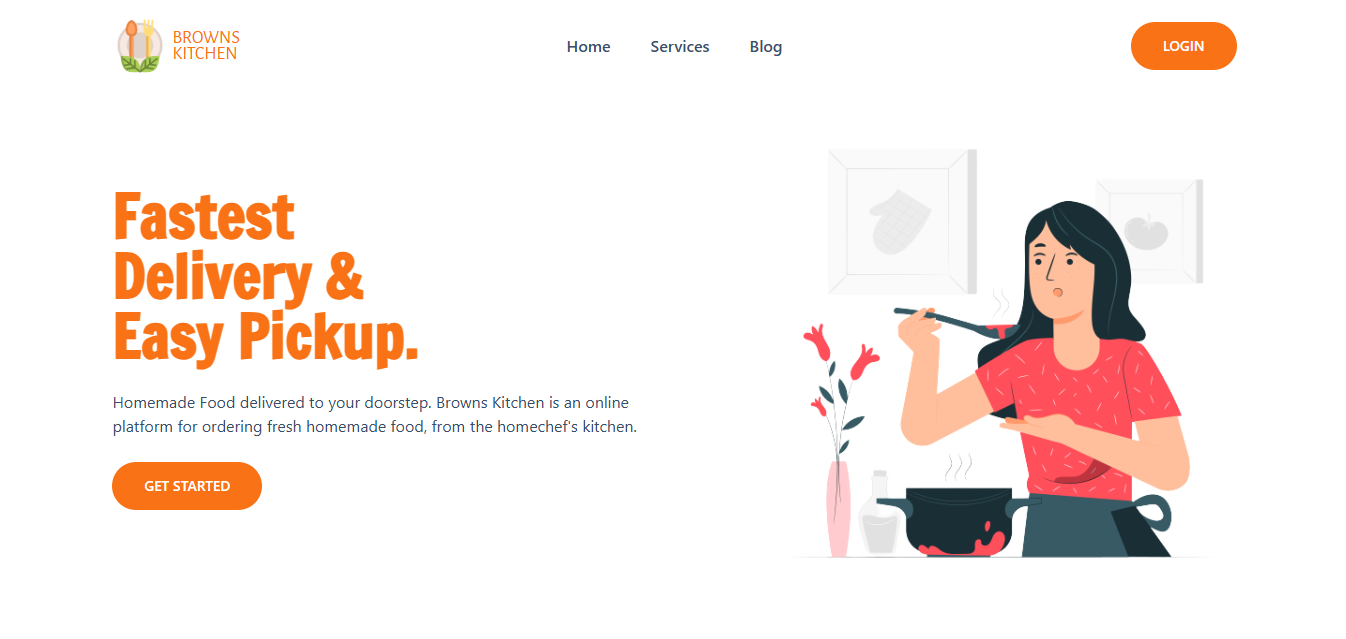 BROWNS
KITCHEN
Home Services Blog
LOGIN
Fastest
Delivery &
Easy Pickup.
Homemade Food delivered to your doorstep. Browns Kitchen is an online
platform for ordering fresh homemade food, from the homechef's kitchen.
GET STARTED